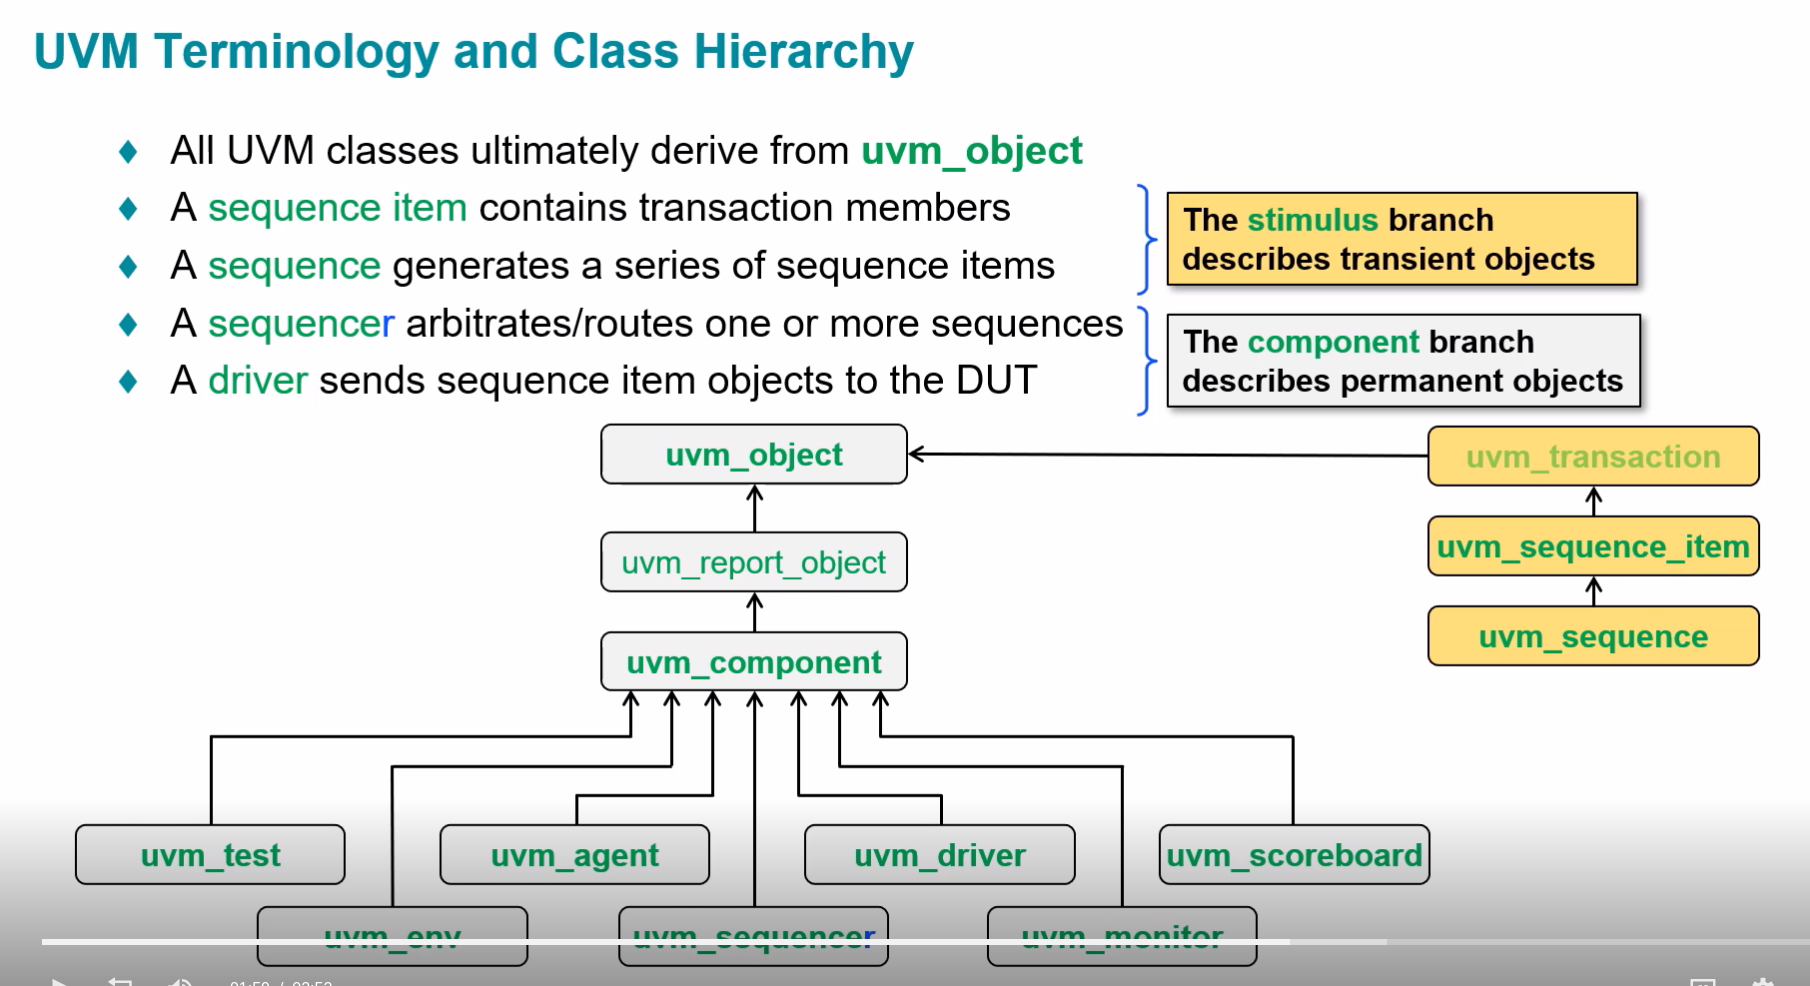 UVM Terminology and Class Hierarchy
All UVM classes ultimately derive from uvm_object
A sequence item contains transaction members
A sequence generates a series of sequence items
A sequencer arbitrates/routes one or more sequences
A driver sends sequence item objects to the DUT
The stimulus branch
describes transient objects
The component branch
describes permanent objects
uvm_object
uvm_transaction
uvm_report_object
uvm_sequence_item
uvm_component
uvm_sequence
uvm_test
uvm_agent
uvm_driver
uvm_scoreboard
uvm_env
uvm_sequencer
uvm_monitor